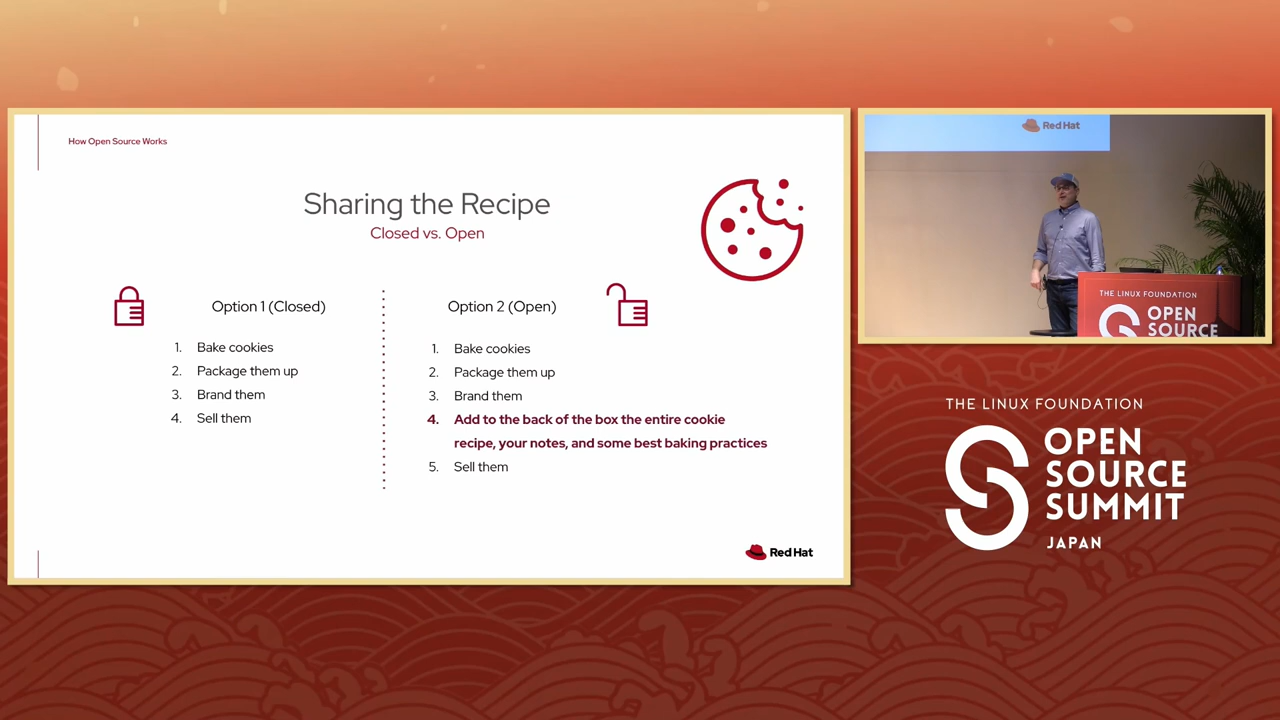 How Open Source Works
Sharing the Recipe
Closed vs. Open
Option 1 (Closed)
1. Bake cookies
2. Package them up
3. Brand them
4. Sell them
Option 2 (Open)
1. Bake cookies
2. Package them up
3. Brand them
4. Add to the back of the box the entire cookie
recipe, your notes, and some best baking practices
5. Sell them
Red Hat
Red Hat
THE LINUX FOUNDATION
OPEN
SOURCE
THE LINUX FOUNDATION
OPEN
SOURCE
SUMMIT
JAPAN